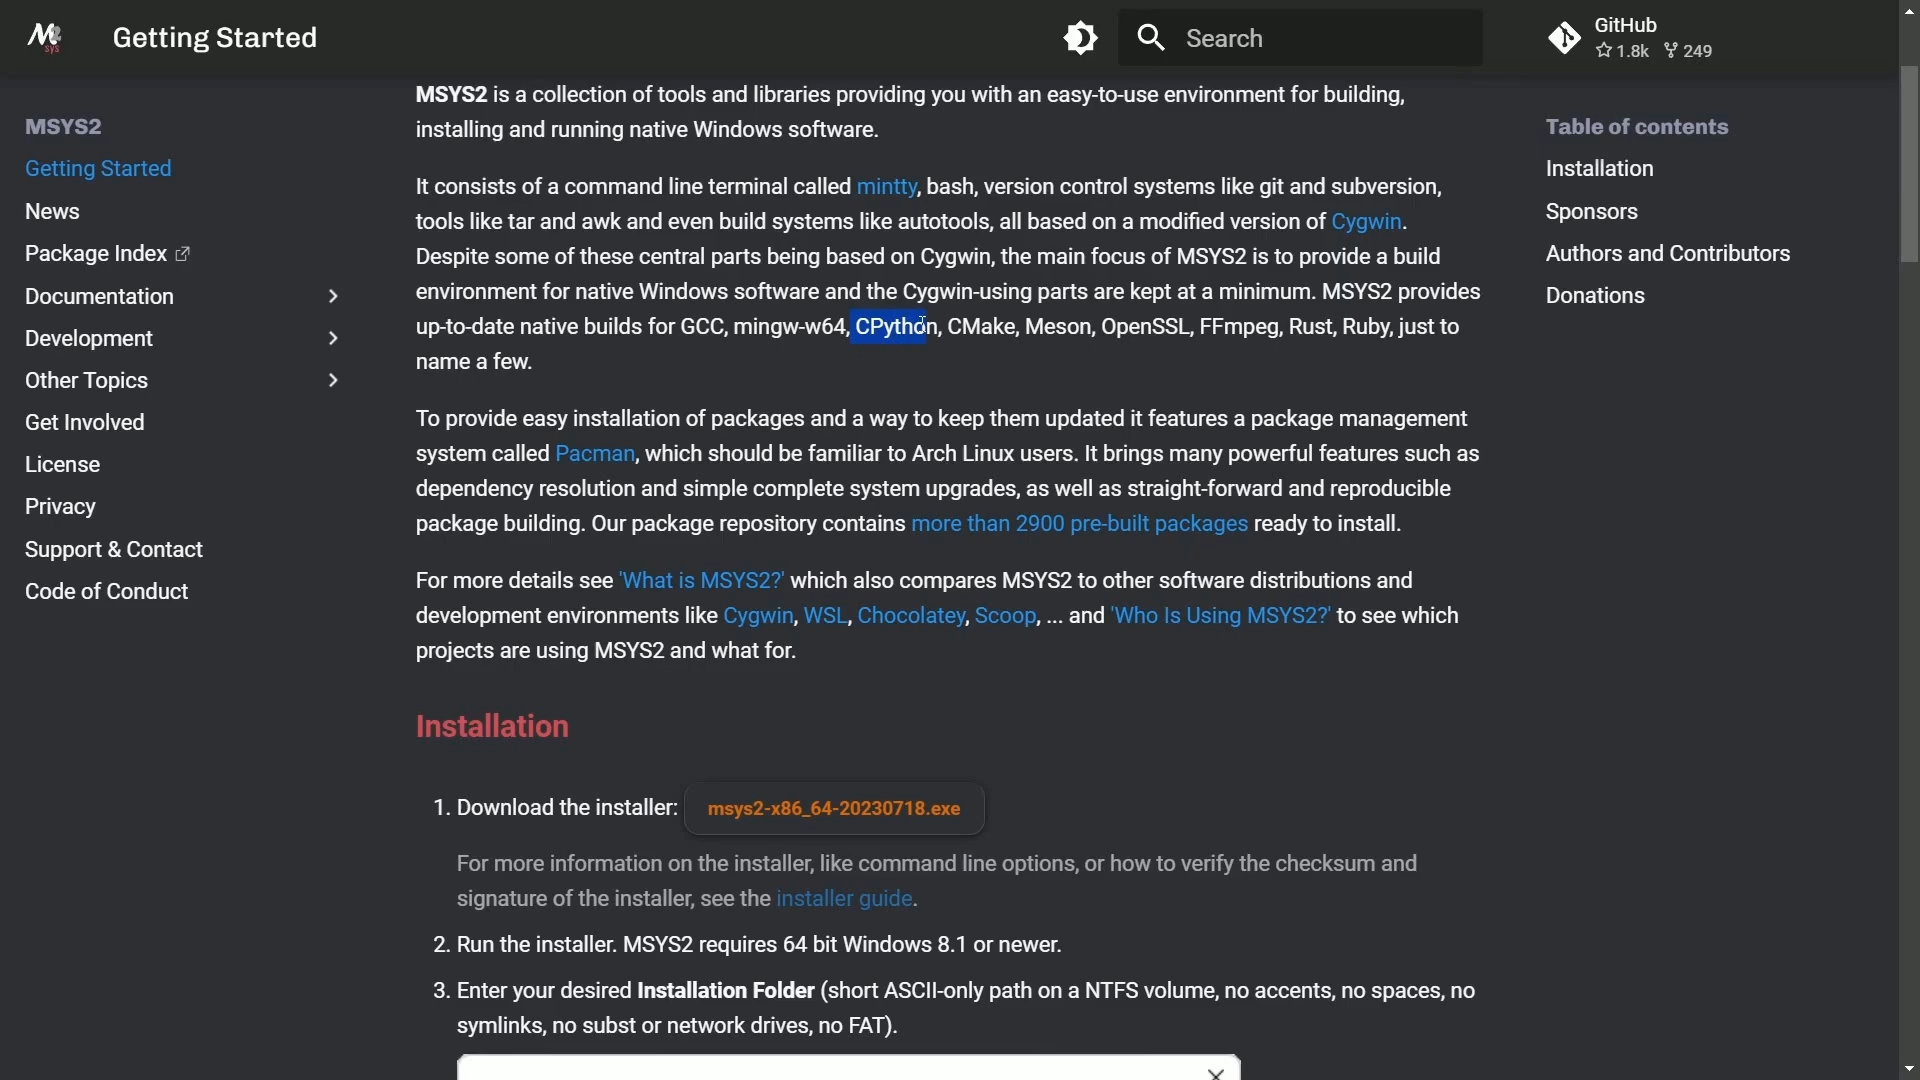 M sys
Getting Started
Search
GitHub
1.8k 249
MSYS2
Getting Started
News
Package Index
Documentation
Development
Other Topics
Get Involved
License
Privacy
Support & Contact
Code of Conduct
MSYS2 is a collection of tools and libraries providing you with an easy-to-use environment for building,
installing and running native Windows software.
It consists of a command line terminal called mintty, bash, version control systems like git and subversion,
tools like tar and awk and even build systems like autotools, all based on a modified version of Cygwin.
Despite some of these central parts being based on Cygwin, the main focus of MSYS2 is to provide a build
environment for native Windows software and the Cygwin-using parts are kept at a minimum. MSYS2 provides
up-to-date native builds for GCC, mingw-w64, CPython, CMake, Meson, OpenSSL, FFmpeg, Rust, Ruby, just to
name a few.
To provide easy installation of packages and a way to keep them updated it features a package management
system called Pacman, which should be familiar to Arch Linux users. It brings many powerful features such as
dependency resolution and simple complete system upgrades, as well as straight-forward and reproducible
package building. Our package repository contains more than 2900 pre-built packages ready to install.
For more details see 'What is MSYS2?' which also compares MSYS2 to other software distributions and
development environments like Cygwin, WSL, Chocolatey, Scoop, ... and 'Who Is Using MSYS2?' to see which
projects are using MSYS2 and what for.
Installation
1. Download the installer: msys2-x86_64-20230718.exe
For more information on the installer, like command line options, or how to verify the checksum and
signature of the installer, see the installer guide.
2. Run the installer. MSYS2 requires 64 bit Windows 8.1 or newer.
3. Enter your desired Installation Folder (short ASCII-only path on a NTFS volume, no accents, no spaces, no
symlinks, no subst or network drives, no FAT).
Table of contents
Installation
Sponsors
Authors and Contributors
Donations